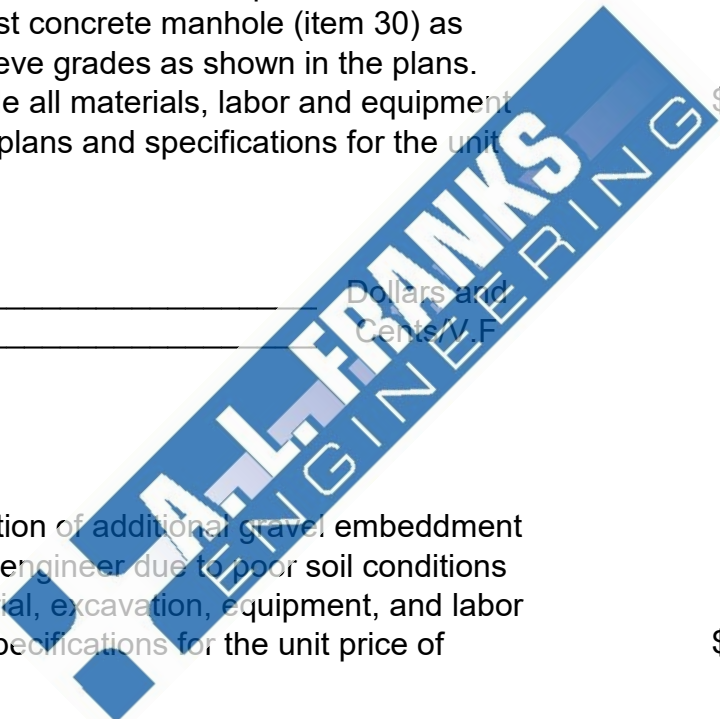 st concrete manhole (item 30) as
eve grades as shown in the plans.
e all materials, labor and equipment
$
plans and specifications for the unit
Dollars and
Cents/V.F
A. L. FRANKS
ENGINEERING
tion of additional gravel embeddment
engineer due to poor soil conditions
ial, excavation, equipment, and labor
pecifications for the unit price of
$